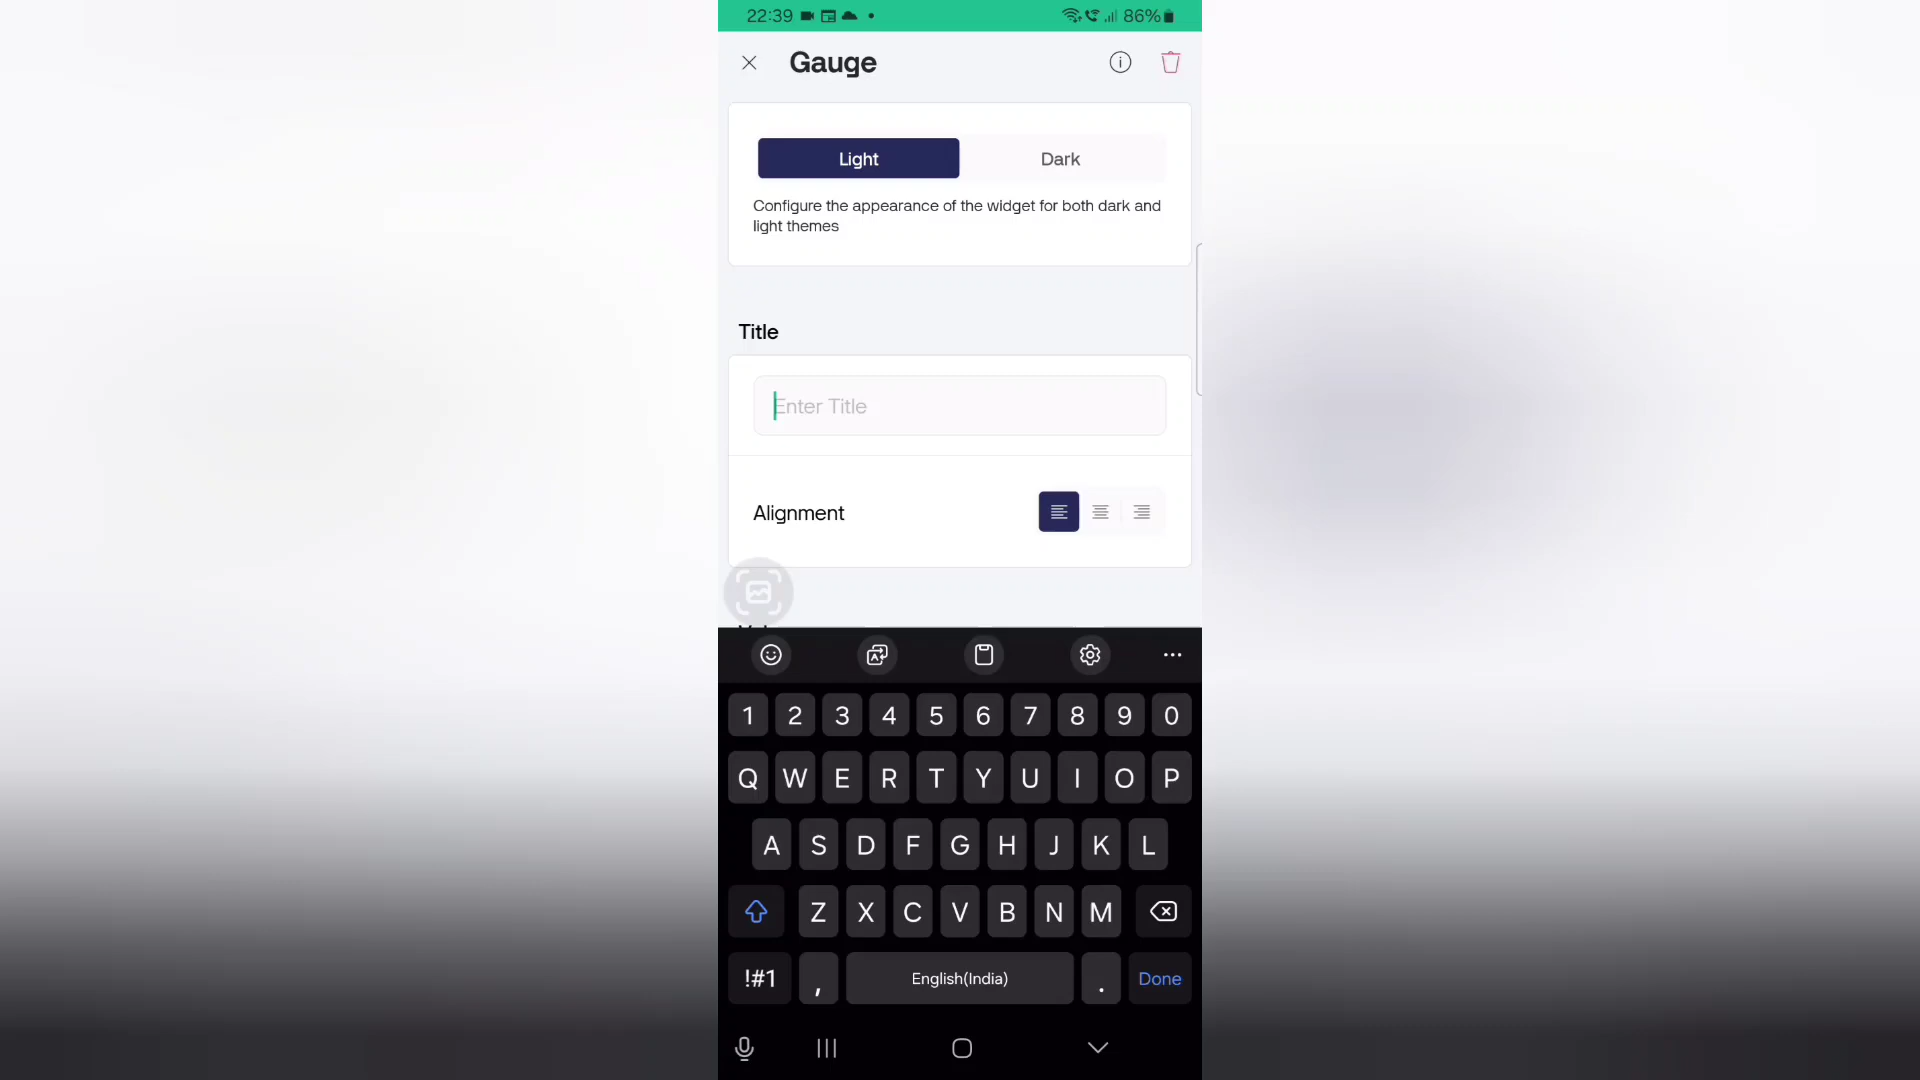 22:39 86%
Gauge
Light Dark
Configure the appearance of the widget for both dark and
light themes
Title
Enter Title
Alignment
1 2 3 4 5 6 7 8 9 0
Q W E R T Y U I O P
A S D F G H J K L
Z X C V B N M
!#1 , English(India) . Done